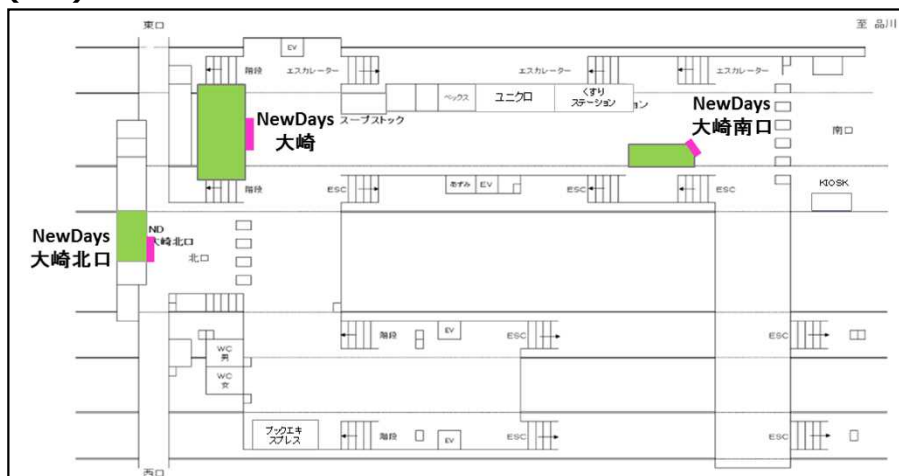 東口
至 品川
EV
階段
エスカレーター
エスカレーター
エスカレーター
ベックス
ユニクロ
くすり
ステーション
ション
スープストック
NewDays
大崎
NewDays
大崎南口
南口
階段
ESC
あずみ
EV
ESC
ESC
KIOSK
NewDays
大崎北口
ND
大崎北口
北口
階段
EV
ESC
ESC
WC
男
WC
女
ブックエキ
スプレス
階段
EV
ESC
ESC
西口